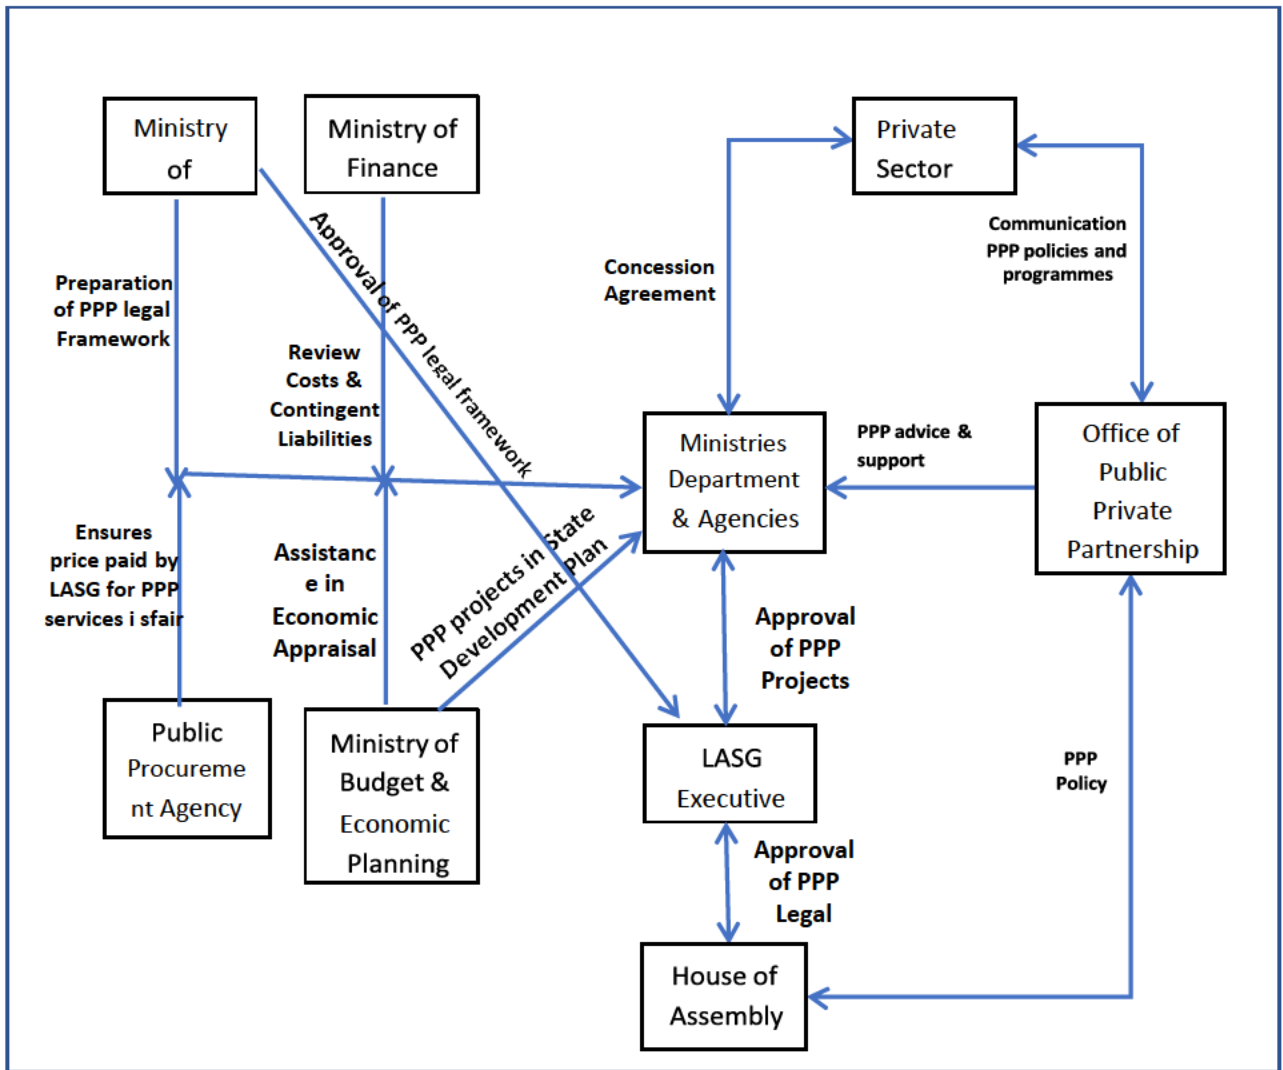 Ministry
of
Ministry of
Finance
Private
Sector
Communication
PPP policies and
programmes
Concession
Agreement
Approval of PPP legal framework
Preparation
of PPP legal
Framework
Review
Costs &
Contingent
Liabilities
Ministries
Department
& Agencies
PPP advice &
support
Office of
Public
Private
Partnership
Ensures
price paid by
LASG for PPP
services i sfair
Assistanc
e in
Economic
Appraisal
PPP projects in State
Development Plan
Approval
of PPP
Projects
Public
Procureme
nt Agency
Ministry of
Budget &
Economic
Planning
LASG
Executive
PPP
Policy
Approval
of PPP
Legal
House of
Assembly